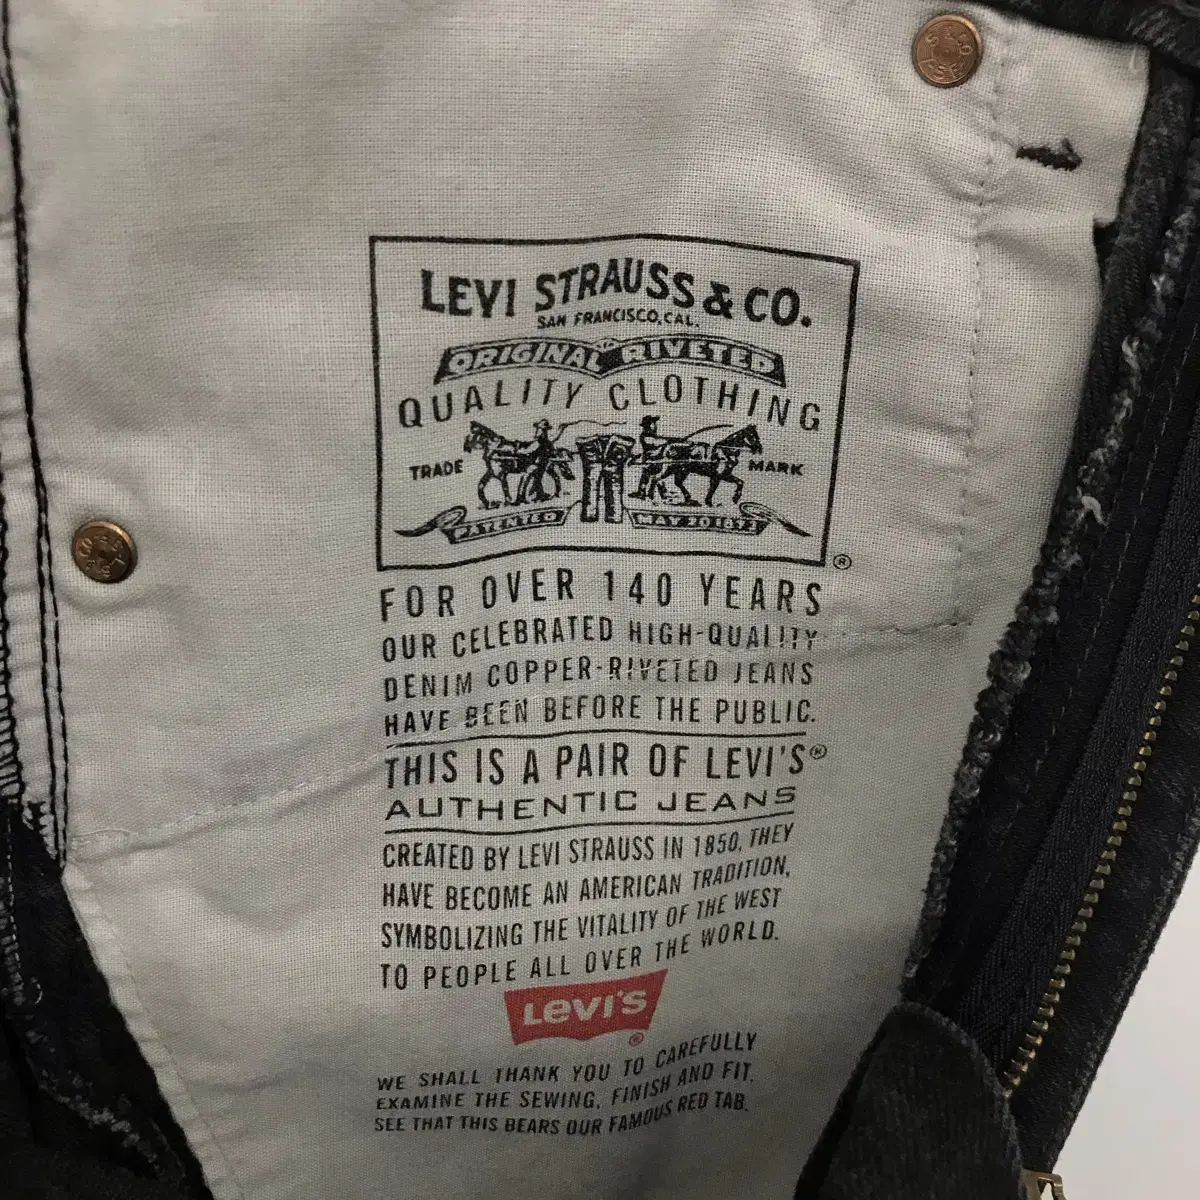 LEVI STRAUSS & CO.
SAN FRANCISCO, CAL.
ORIGINAL RIVETED
QUALITY CLOTHING
TRADE MARK
PATENTED MAY 20 1873
®
FOR OVER 140 YEARS
OUR CELEBRATED HIGH-QUALITY
DENIM COPPER-RIVETED JEANS
HAVE BEEN BEFORE THE PUBLIC.
THIS IS A PAIR OF LEVI'S®
AUTHENTIC JEANS
CREATED BY LEVI STRAUSS IN 1850, THEY
HAVE BECOME AN AMERICAN TRADITION,
SYMBOLIZING THE VITALITY OF THE WEST
TO PEOPLE ALL OVER THE WORLD.
LEVI'S
®
WE SHALL THANK YOU TO CAREFULLY
EXAMINE THE SEWING, FINISH AND FIT.
SEE THAT THIS BEARS OUR FAMOUS RED TAB.